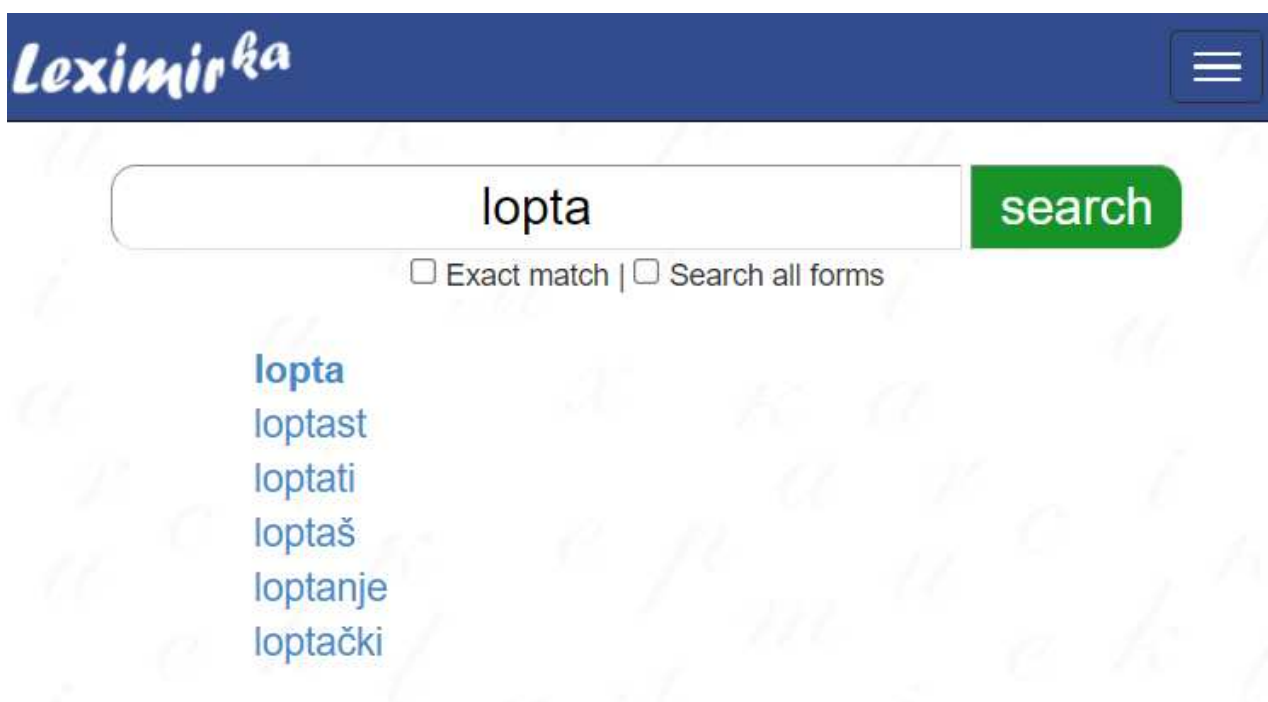 Leximirka
lopta search
Exact match | Search all forms
lopta
loptast
loptati
loptaš
loptanje
loptački